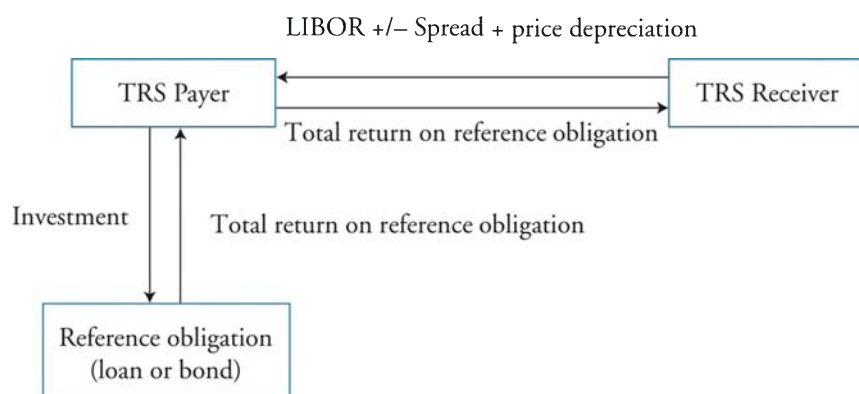 LIBOR +/– Spread + price depreciation
TRS Payer
TRS Receiver
Total return on reference obligation
Investment
Total return on reference obligation
Reference obligation
(loan or bond)